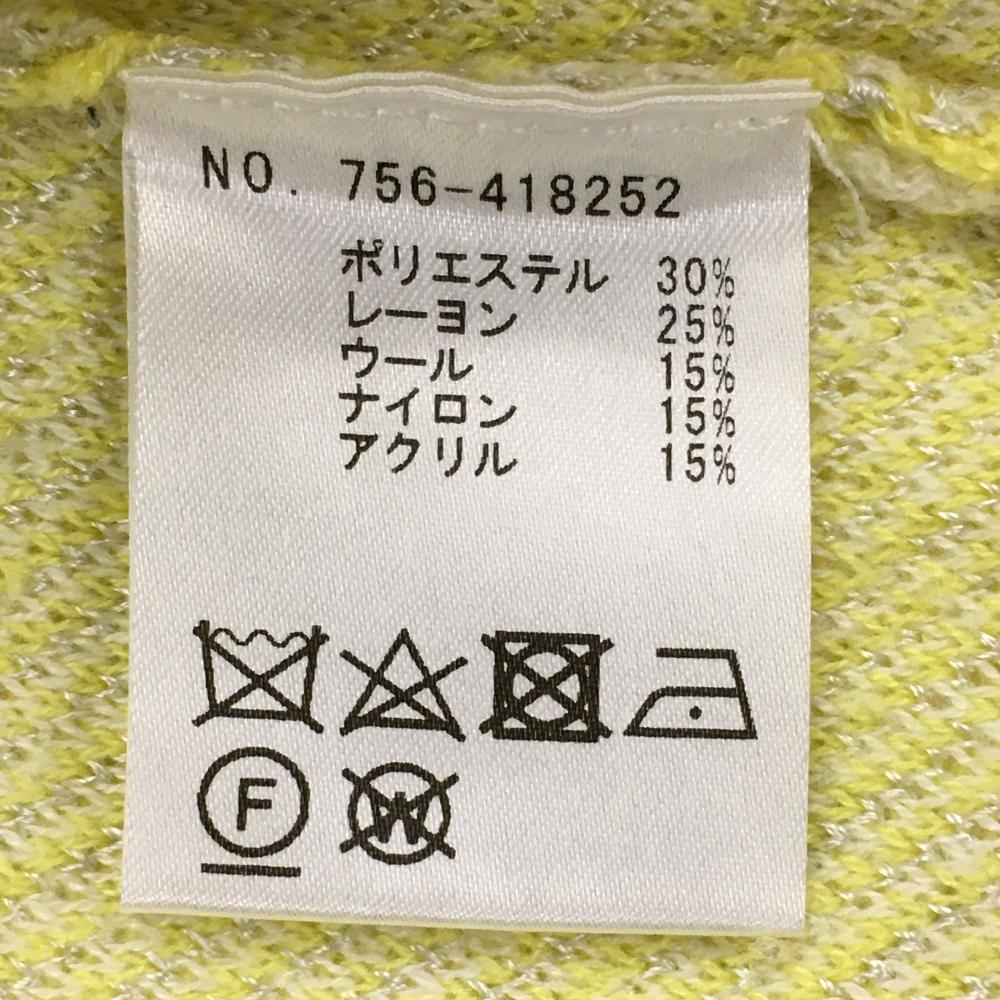 NO. 756-418252
ポリエステル 30%
レーヨン 25%
ウール 15%
ナイロン 15%
アクリル 15%
F W